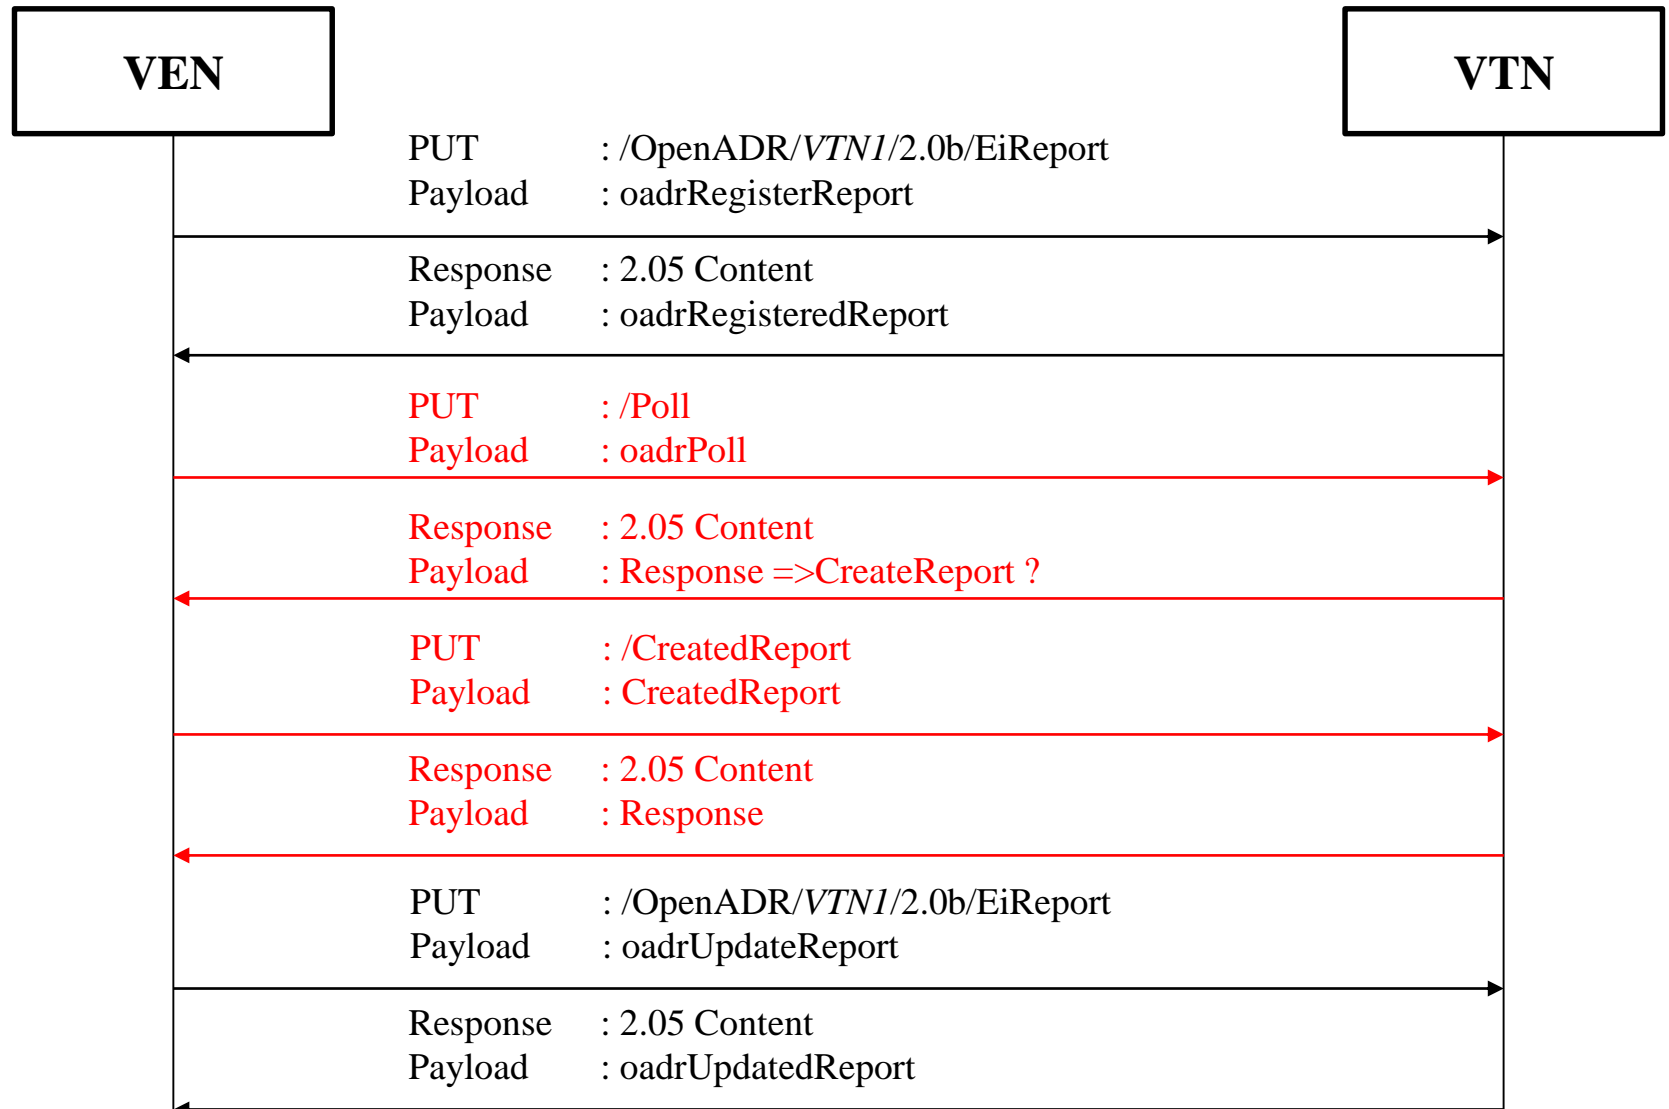 VEN
VTN
PUT : /OpenADR/VTN1/2.0b/EiReport
Payload : oadrRegisterReport
Response : 2.05 Content
Payload : oadrRegisteredReport
PUT : /Poll
Payload : oadrPoll
Response : 2.05 Content
Payload : Response =>CreateReport ?
PUT : /CreatedReport
Payload : CreatedReport
Response : 2.05 Content
Payload : Response
PUT : /OpenADR/VTN1/2.0b/EiReport
Payload : oadrUpdateReport
Response : 2.05 Content
Payload : oadrUpdatedReport